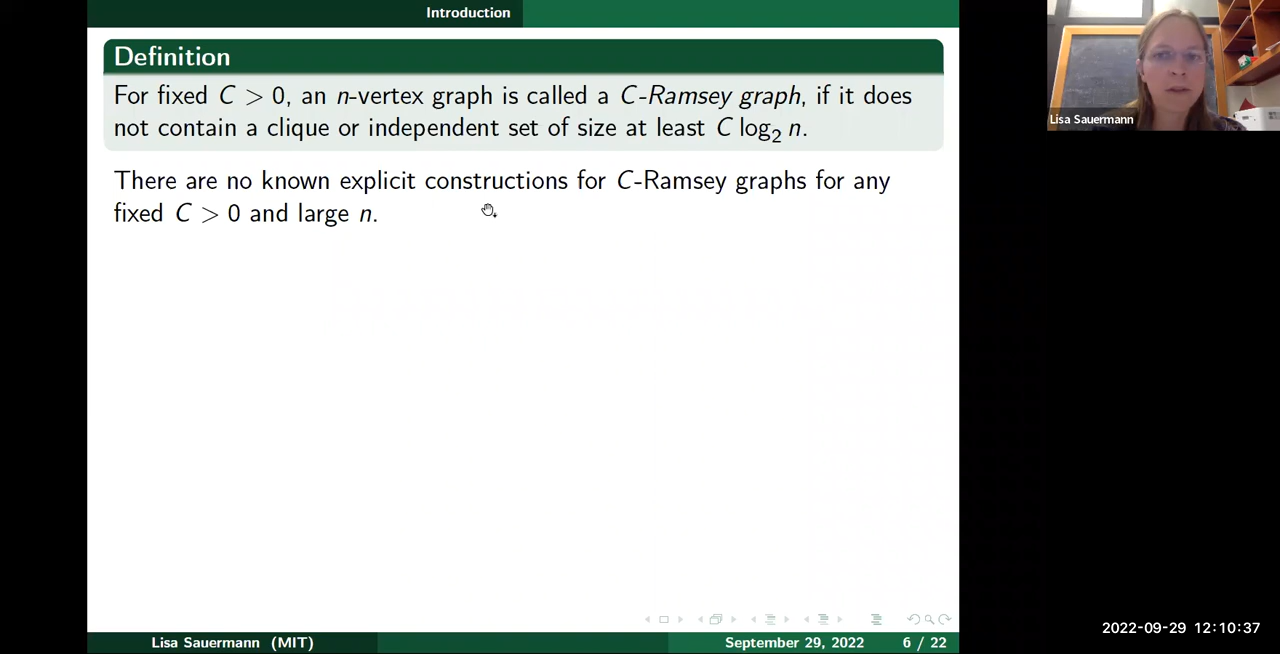 Introduction
Definition
For fixed C > 0, an n-vertex graph is called a C-Ramsey graph, if it does
not contain a clique or independent set of size at least C log₂ n.
There are no known explicit constructions for C-Ramsey graphs for any
fixed C > 0 and large n.
Lisa Sauermann (MIT)
September 29, 2022
6 / 22
Lisa Sauermann
2022-09-29 12:10:37